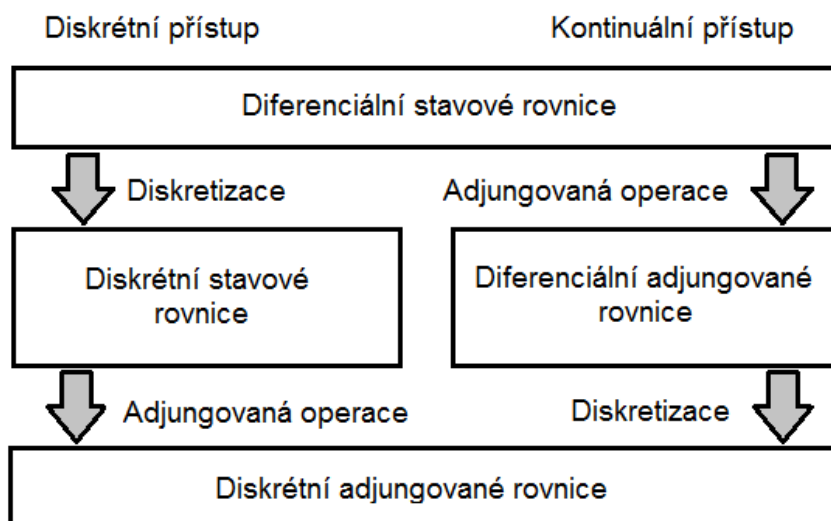 Diskrétní přístup
Kontinuální přístup
Diferenciální stavové rovnice
Diskretizace
Adjungovaná operace
Diskrétní stavové
rovnice
Diferenciální adjungované
rovnice
Adjungovaná operace
Diskretizace
Diskrétní adjungované rovnice